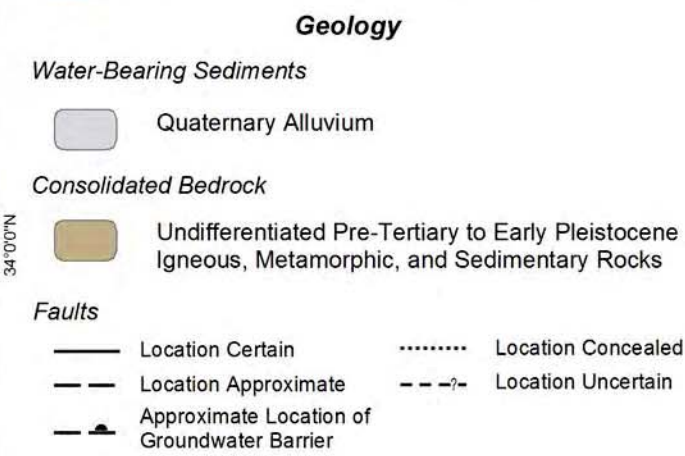 Geology
Water-Bearing Sediments
Quaternary Alluvium
Consolidated Bedrock
34°0'0"N
Undifferentiated Pre-Tertiary to Early Pleistocene
Igneous, Metamorphic, and Sedimentary Rocks
Faults
Location Certain
Location Concealed
Location Approximate
?
Location Uncertain
Approximate Location of
Groundwater Barrier